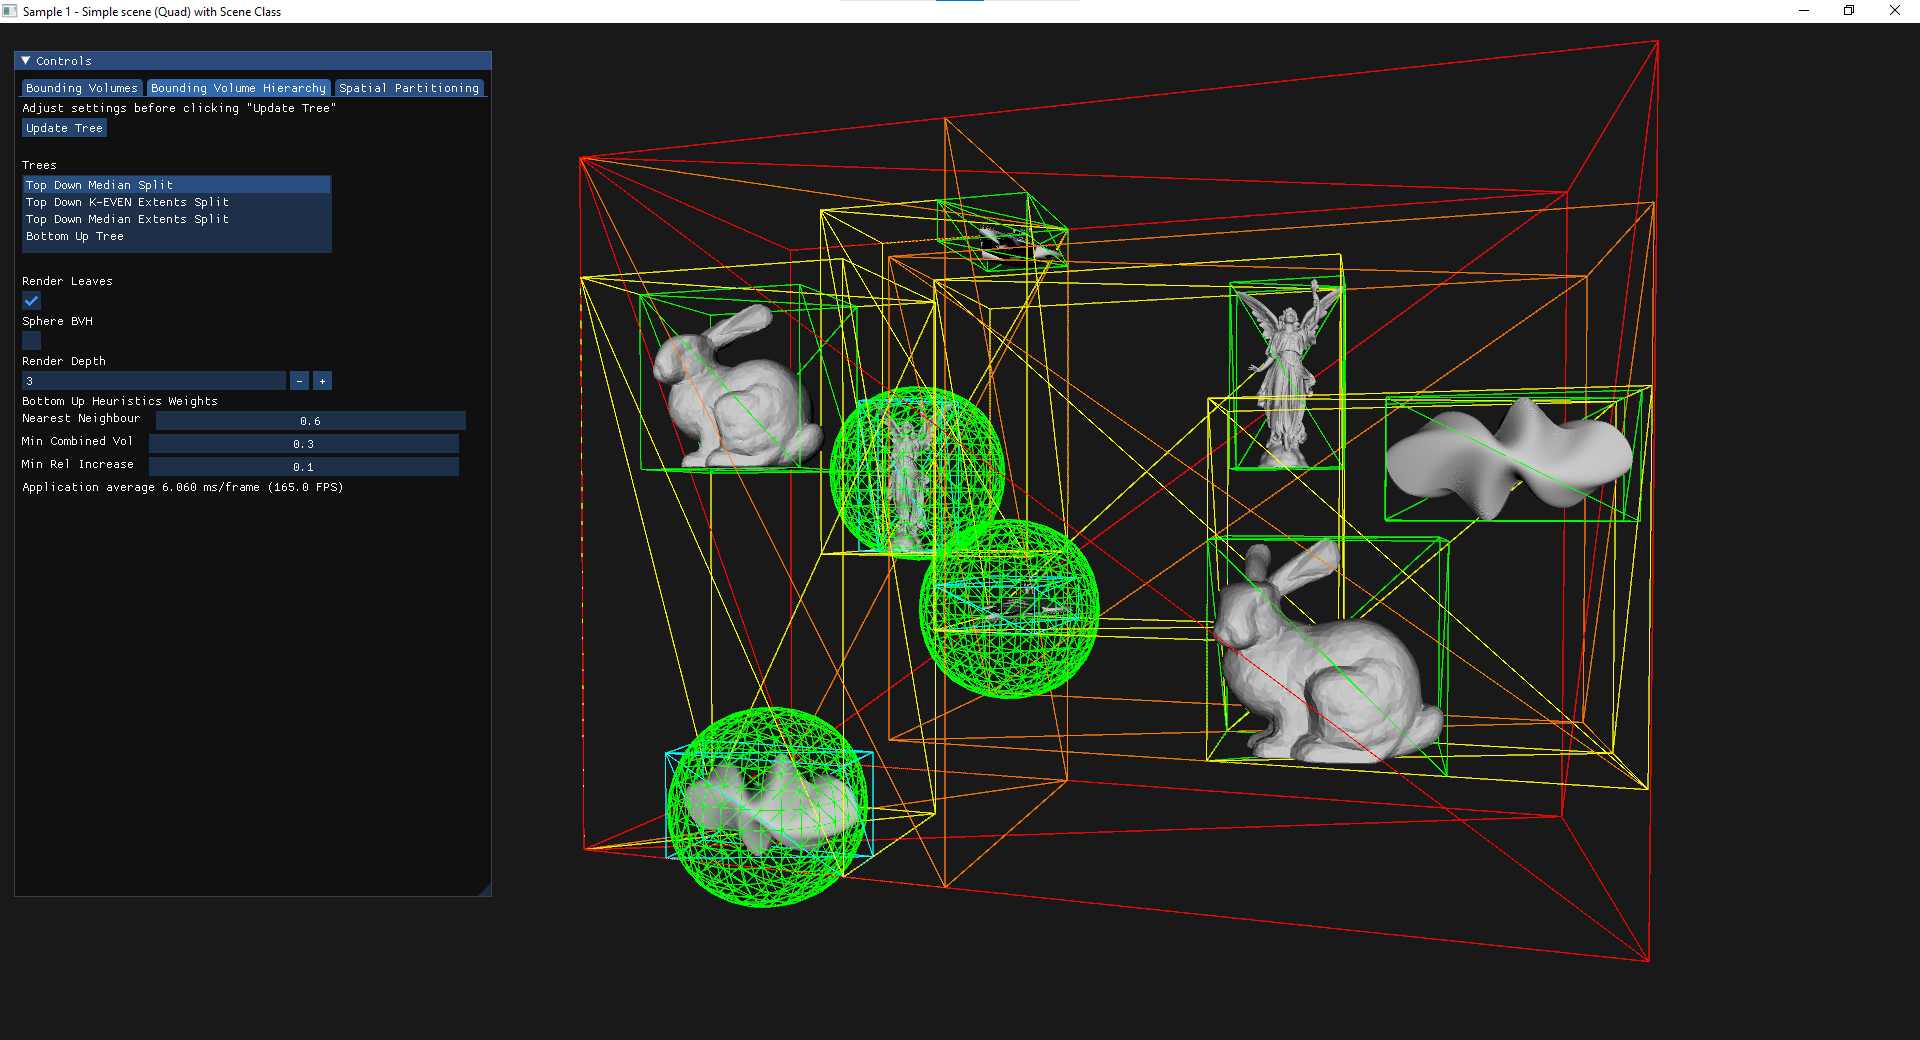 Sample 1 - Simple scene (Quad) with Scene Class
Controls
Bounding Volumes Bounding Volume Hierarchy Spatial Partitioning
Adjust settings before clicking "Update Tree"
Update Tree
Trees
Top Down Median Split
Top Down K-EVEN Extents Split
Top Down Median Extents Split
Bottom Up Tree
Render Leaves
Sphere BVH
Render Depth
3 - +
Bottom Up Heuristics Weights
Nearest Neighbour 0.6
Min Combined Vol 0.3
Min Rel Increase 0.1
Application average 6.060 ms/frame (165.0 FPS)